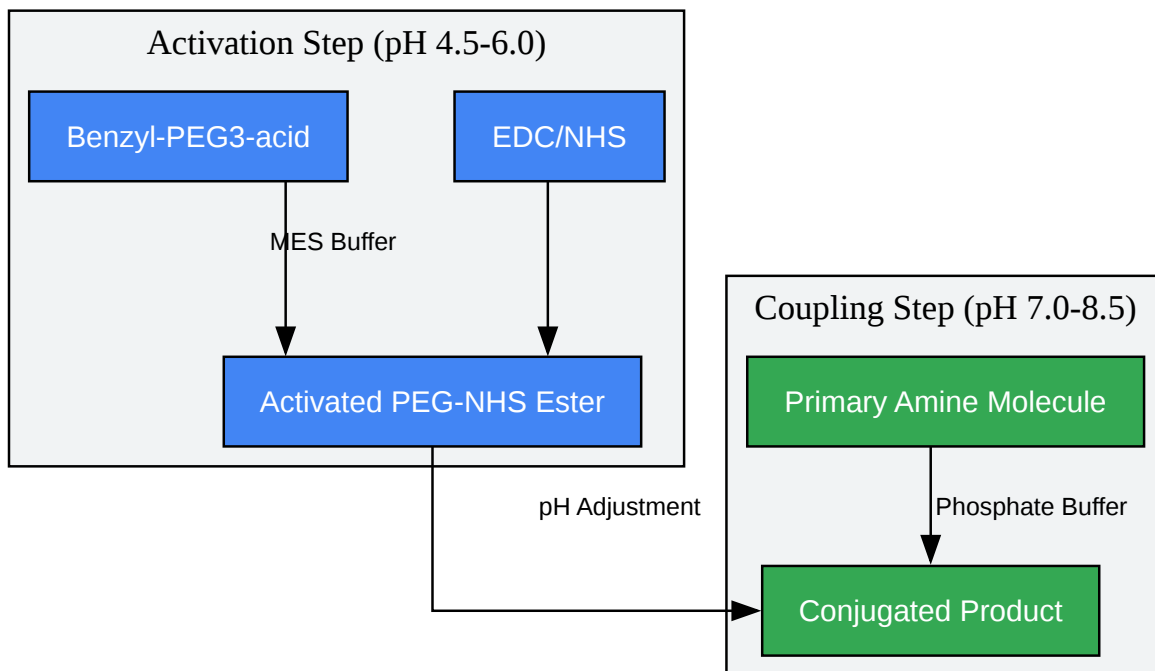 Activation Step (pH 4.5-6.0)
Benzyl-PEG3-acid
EDC/NHS
MES Buffer
Activated PEG-NHS Ester
pH Adjustment
Coupling Step (pH 7.0-8.5)
Primary Amine Molecule
Phosphate Buffer
Conjugated Product